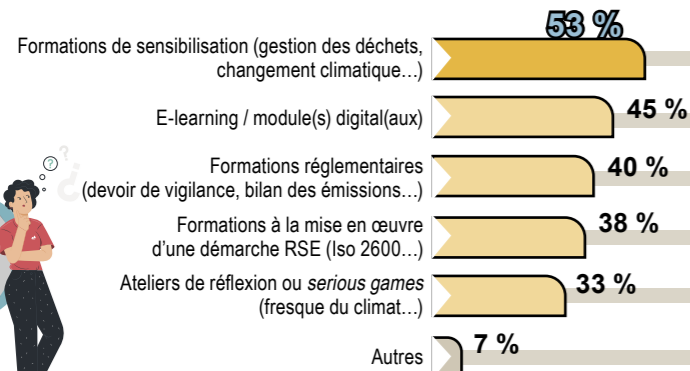 53 %
Formations de sensibilisation (gestion des déchets,
changement climatique…)
45 %
E-learning / module(s) digital(aux)
40 %
Formations réglementaires
(devoir de vigilance, bilan des émissions…)
38 %
Formations à la mise en œuvre
d'une démarche RSE (Iso 2600…)
33 %
Ateliers de réflexion ou serious games
(fresque du climat…)
7 %
Autres
? ? ?